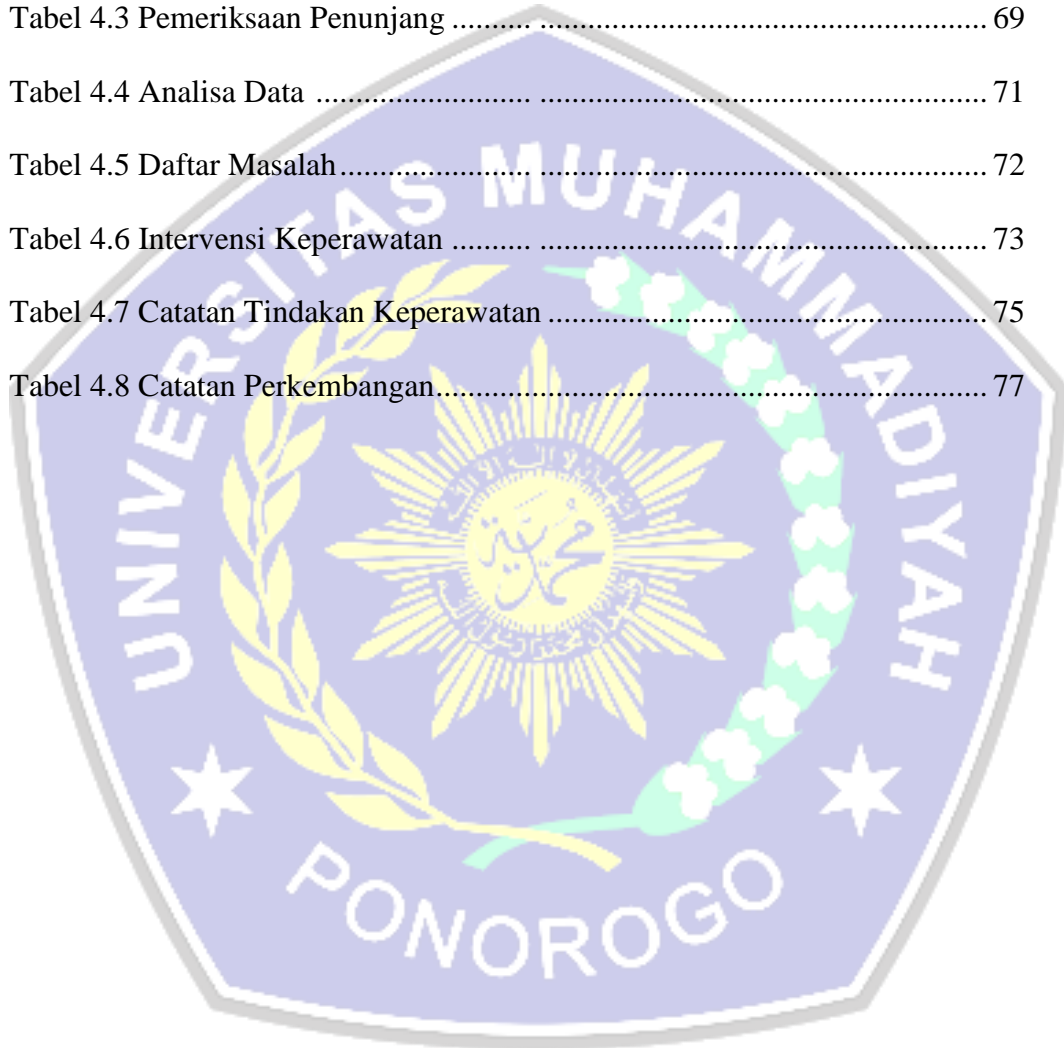 Tabel 4.3 Pemeriksaan Penunjang ........................................................................ 69
Tabel 4.4 Analisa Data ........................... ......................................................... 71
Tabel 4.5 Daftar Masalah........................ ......................................................... 72
Tabel 4.6 Intervensi Keperawatan .......... ......................................................... 73
Tabel 4.7 Catatan Tindakan Keperawatan ......................................................... 75
Tabel 4.8 Catatan Perkembangan....................................................................... 77
UNIVERSITAS MUHAMMADIYAH
PONOROGO